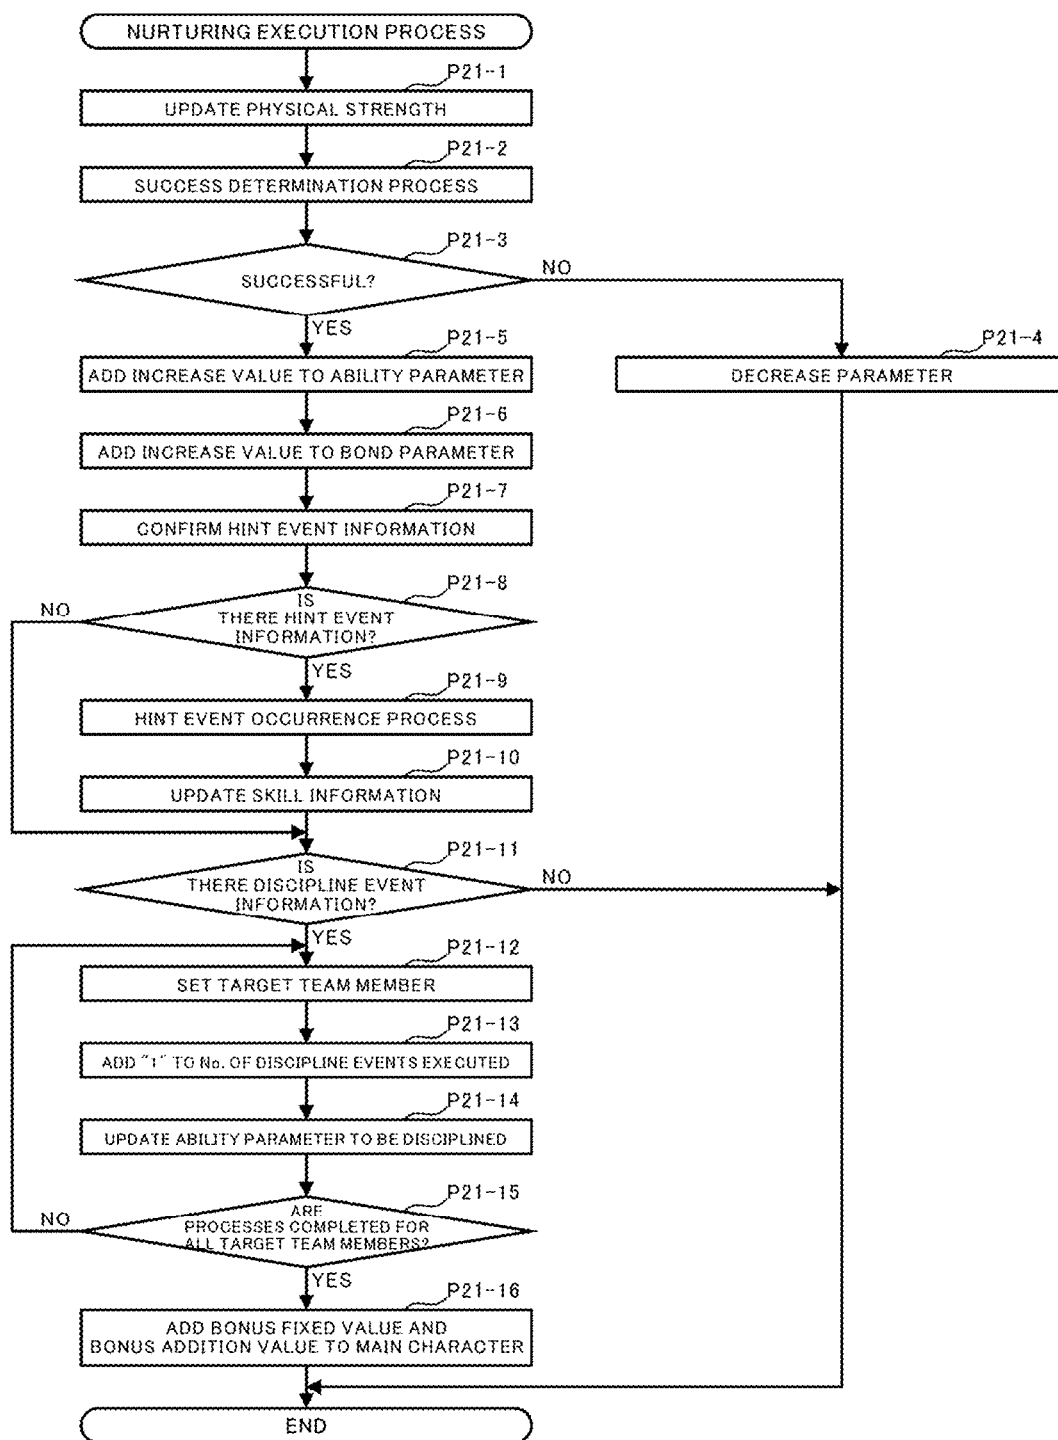 NURTURING EXECUTION PROCESS
P21-1
UPDATE PHYSICAL STRENGTH
P21-2
SUCCESS DETERMINATION PROCESS
P21-3
SUCCESSFUL?
NO
YES
P21-5
ADD INCREASE VALUE TO ABILITY PARAMETER
P21-4
DECREASE PARAMETER
P21-6
ADD INCREASE VALUE TO BOND PARAMETER
P21-7
CONFIRM HINT EVENT INFORMATION
P21-8
NO
IS
THERE HINT EVENT
INFORMATION?
YES
P21-9
HINT EVENT OCCURRENCE PROCESS
P21-10
UPDATE SKILL INFORMATION
P21-11
IS
THERE DISCIPLINE EVENT
INFORMATION?
NO
YES
P21-12
SET TARGET TEAM MEMBER
P21-13
ADD "1" TO No. OF DISCIPLINE EVENTS EXECUTED
P21-14
UPDATE ABILITY PARAMETER TO BE DISCIPLINED
P21-15
NO
ARE
PROCESSES COMPLETED FOR
ALL TARGET TEAM MEMBERS?
YES
P21-16
ADD BONUS FIXED VALUE AND
BONUS ADDITION VALUE TO MAIN CHARACTER
END